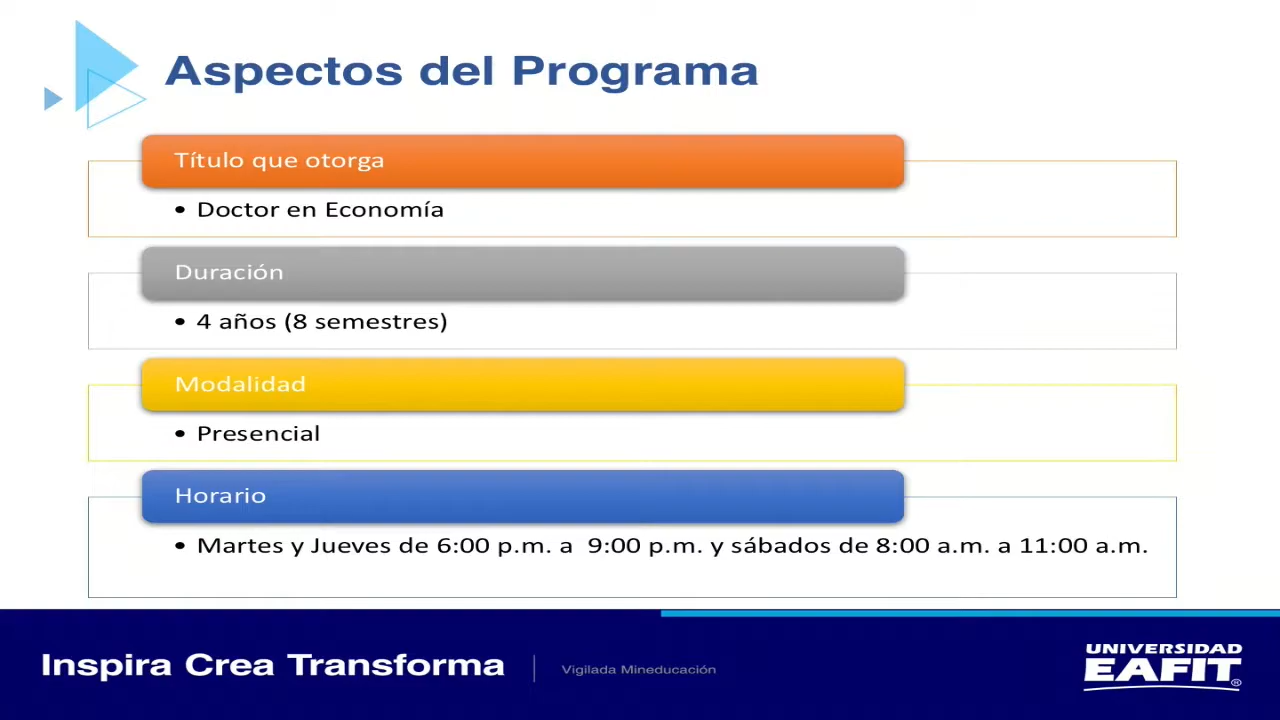 Aspectos del Programa
Título que otorga
• Doctor en Economía
Duración
• 4 años (8 semestres)
Modalidad
• Presencial
Horario
• Martes y Jueves de 6:00 p.m. a  9:00 p.m. y sábados de 8:00 a.m. a 11:00 a.m.
Inspira Crea Transforma
Vigilada Mineducación
UNIVERSIDAD
EAFIT®